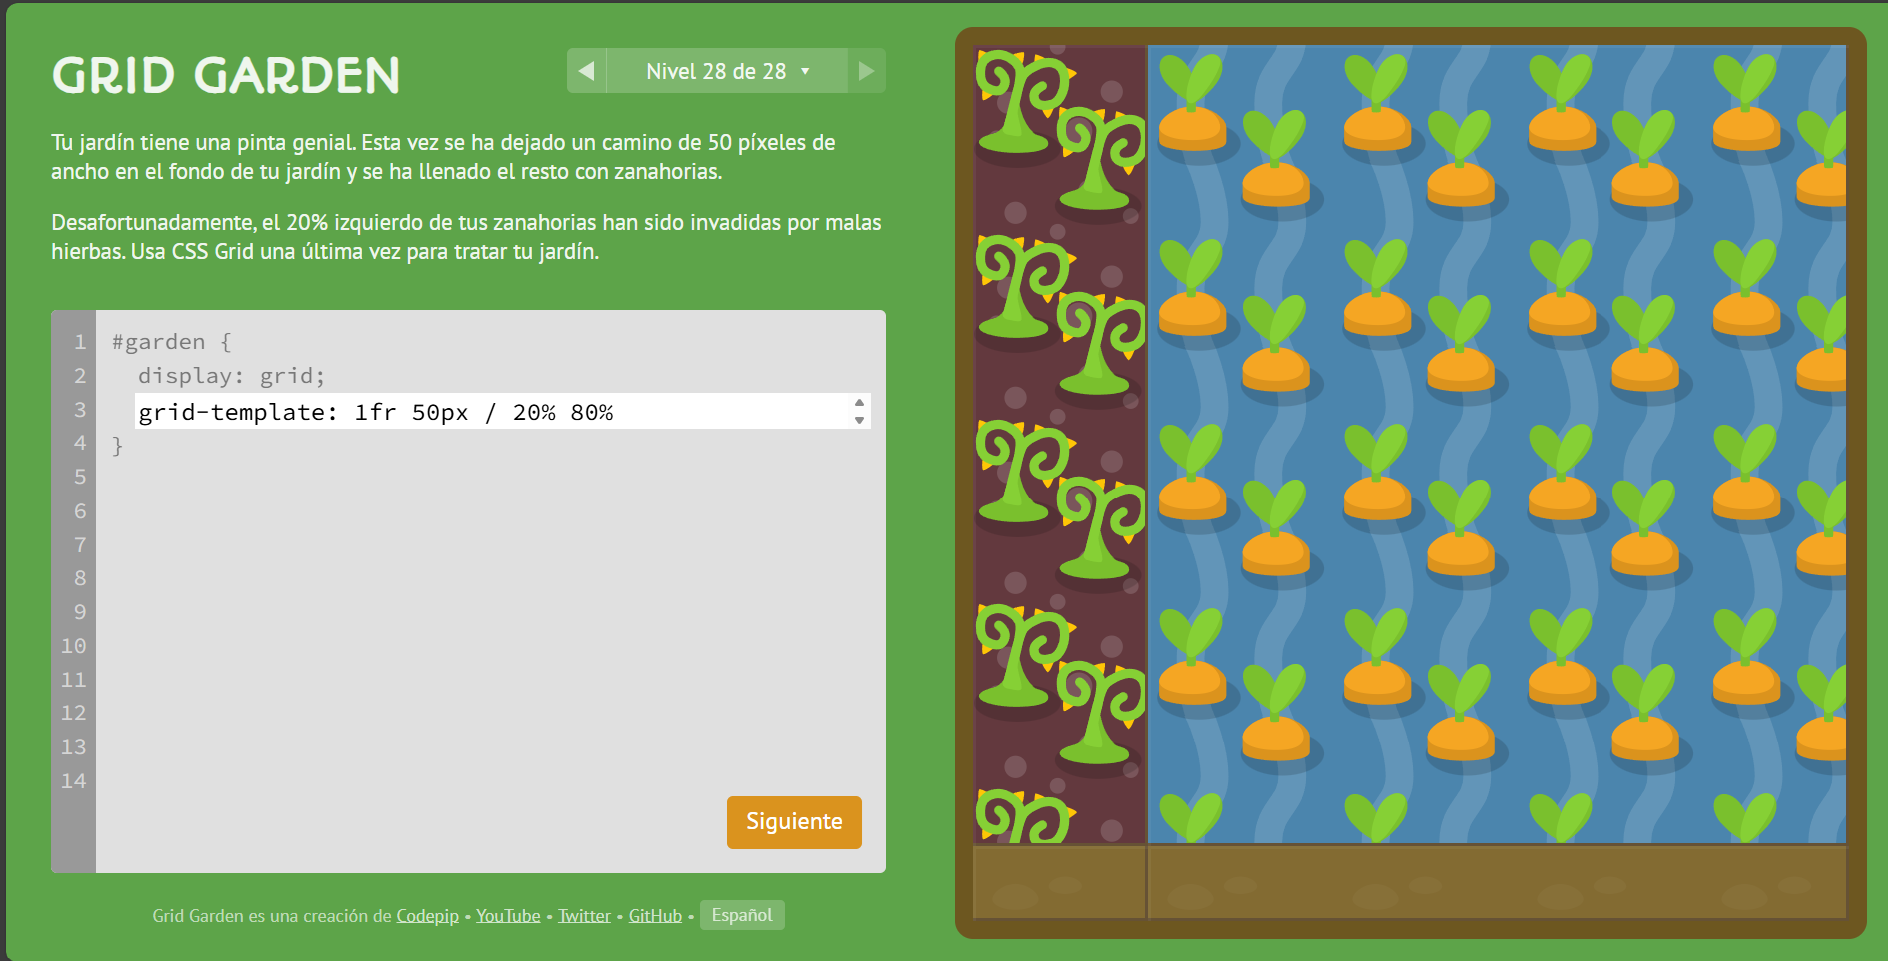 GRID GARDEN
Nivel 28 de 28
Tu jardín tiene una pinta genial. Esta vez se ha dejado un camino de 50 píxeles de
ancho en el fondo de tu jardín y se ha llenado el resto con zanahorias.
Desafortunadamente, el 20% izquierdo de tus zanahorias han sido invadidas por malas
hierbas. Usa CSS Grid una última vez para tratar tu jardín.
1 #garden {
2 display: grid;
3 grid-template: 1fr 50px / 20% 80%
4 }
5
6
7
8
9
10
11
12
13
14
Siguiente
Grid Garden es una creación de Codepip • YouTube • Twitter • GitHub • Español